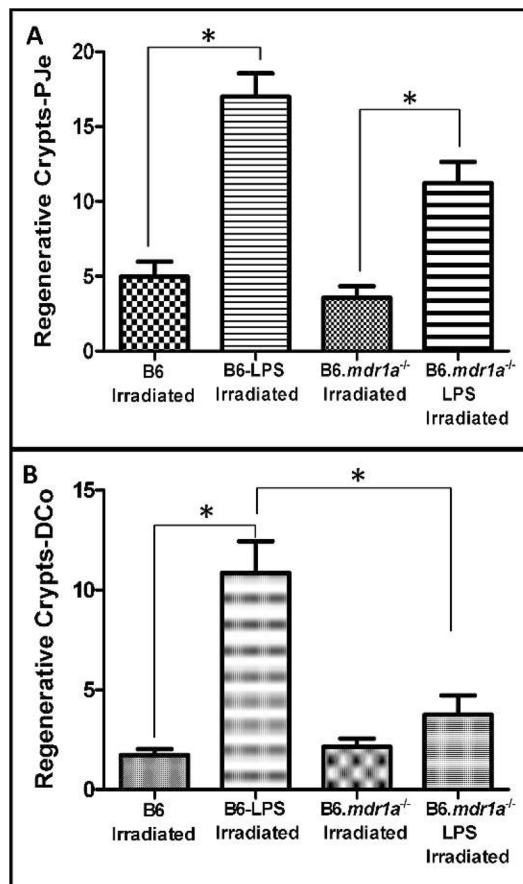 A
Regenerative Crypts-PJe
20
15
10
5
0
*
*
B6
Irradiated
B6-LPS
Irradiated
B6.mdr1a-/-
Irradiated
B6.mdr1a-/-
LPS
Irradiated
B
Regenerative Crypts-DCo
15
10
5
0
*
*
B6
Irradiated
B6-LPS
Irradiated
B6.mdr1a-/-
Irradiated
B6.mdr1a-/-
LPS
Irradiated